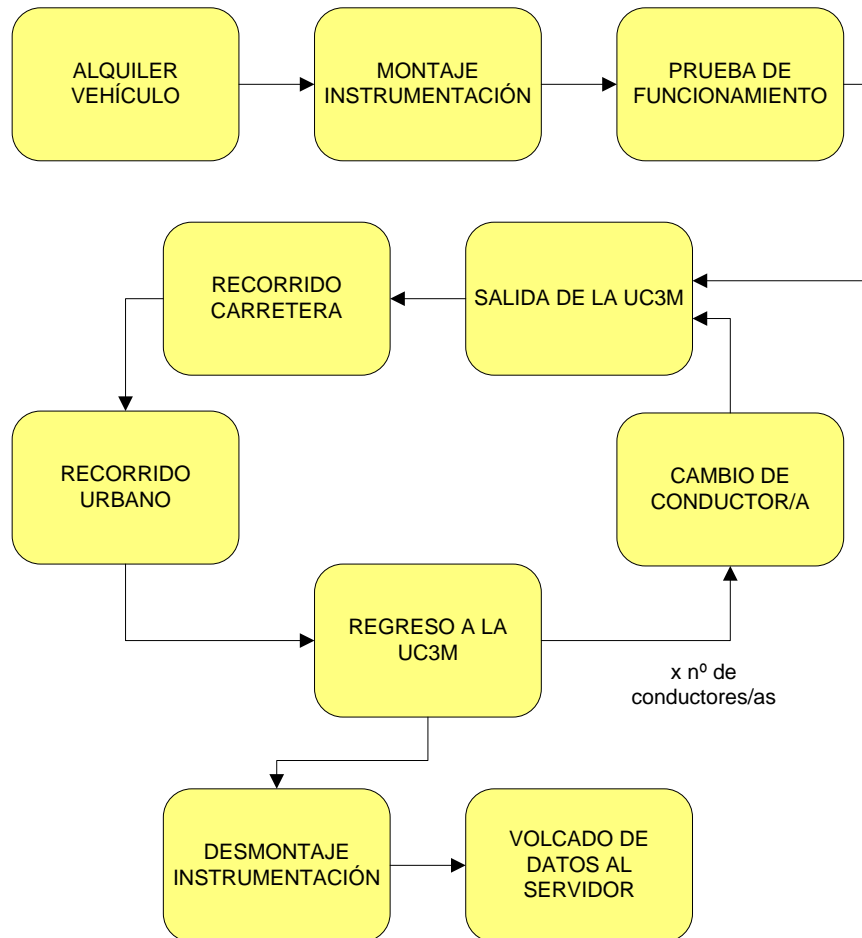 ALQUILER
VEHÍCULO
MONTAJE
INSTRUMENTACIÓN
PRUEBA DE
FUNCIONAMIENTO
SALIDA DE LA UC3M
RECORRIDO
CARRETERA
RECORRIDO
URBANO
REGRESO A LA
UC3M
CAMBIO DE
CONDUCTOR/A
x nº de
conductores/as
DESMONTAJE
INSTRUMENTACIÓN
VOLCADO DE
DATOS AL
SERVIDOR